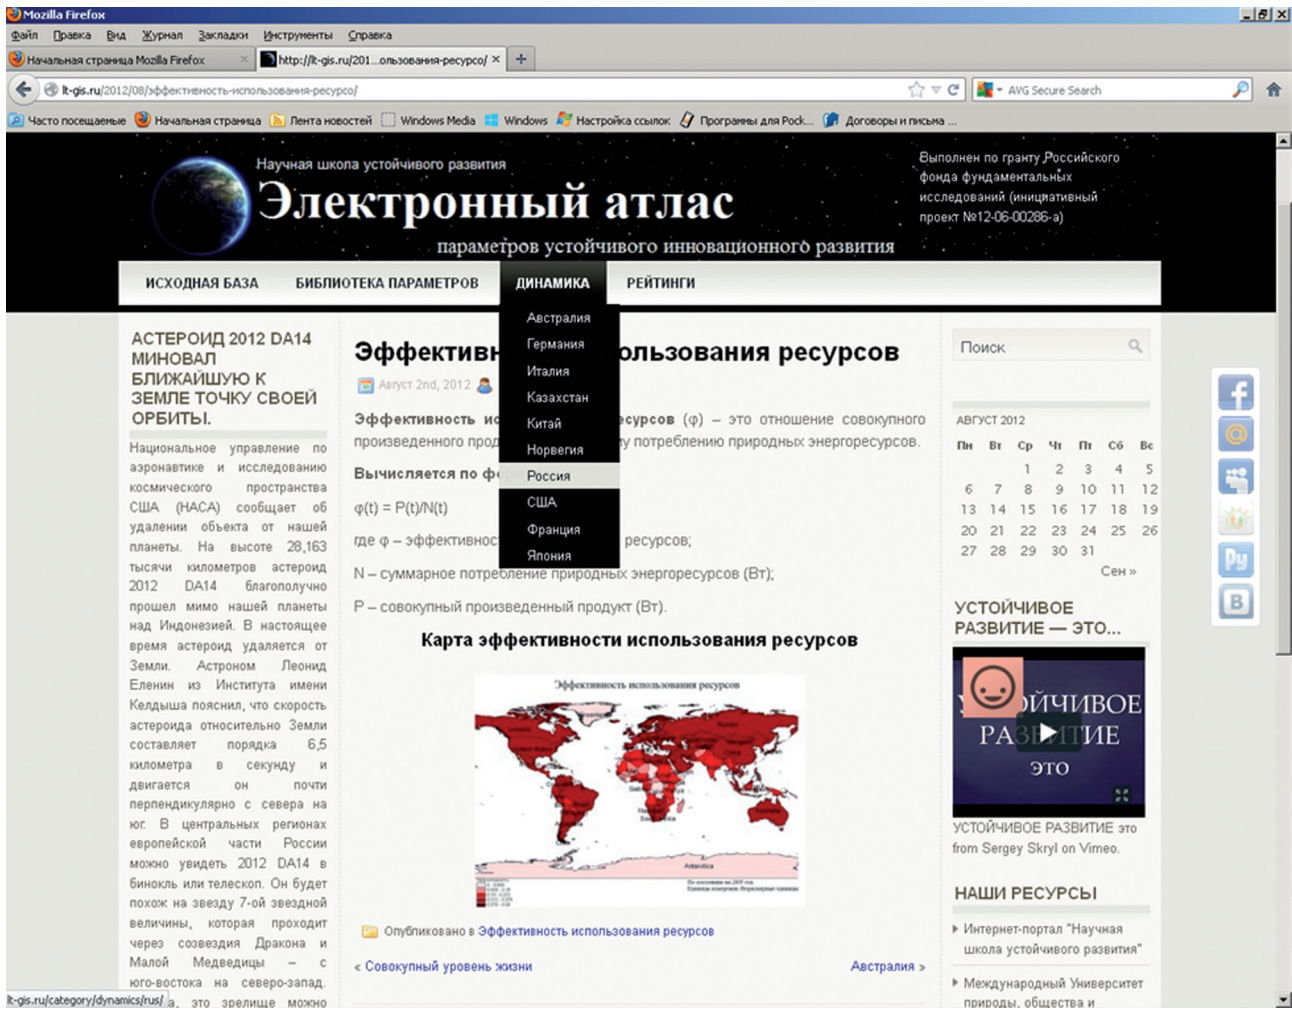 Mozilla Firefox
Файл Правка Вид Журнал Закладки Инструменты Справка
Начальная страница Mozilla Firefox × http://lt-gis.ru/201...ользования-ресурсо/ × +
lt-gis.ru/2012/08/эффективность-использования-ресурсо/
AVG Secure Search
Часто посещаемые Начальная страница Лента новостей Windows Media Windows Настройка ссылок Программы для Pock... Договоры и письма ...
Научная школа устойчивого развития
Электронный атлас
параметров устойчивого инновационного развития
Выполнен по гранту Российского
фонда фундаментальных
исследований (инициативный
проект №12-06-00286-а)
ИСХОДНАЯ БАЗА БИБЛИОТЕКА ПАРАМЕТРОВ ДИНАМИКА РЕЙТИНГИ
Австралия
Германия
Италия
Казахстан
Китай
Норвегия
Россия
США
Франция
Япония
АСТЕРОИД 2012 DA14
МИНОВАЛ
БЛИЖАЙШУЮ К
ЗЕМЛЕ ТОЧКУ СВОЕЙ
ОРБИТЫ.
Национальное управление по
аэронавтике и исследованию
космического пространства
США (НАСА) сообщает об
удалении объекта от нашей
планеты. На высоте 28,163
тысячи километров астероид
2012 DA14 благополучно
прошел мимо нашей планеты
над Индонезией. В настоящее
время астероид удаляется от
Земли. Астроном Леонид
Еленин из Института имени
Келдыша пояснил, что скорость
астероида относительно Земли
составляет порядка 6,5
километра в секунду и
двигается он почти
перпендикулярно с севера на
юг. В центральных регионах
европейской части России
можно увидеть 2012 DA14 в
бинокль или телескоп. Он будет
похож на звезду 7-ой звездной
величины, которая проходит
через созвездия Дракона и
Малой Медведицы – с
юго-востока на северо-запад.
lt-gis.ru/category/dynamics/rus/ а, это зрелище можно
Эффективн ользования ресурсов
Август 2nd, 2012
Эффективность ис есурсов (φ) – это отношение совокупного
произведенного прод у потреблению природных энергоресурсов.
Вычисляется по фор
φ(t) = P(t)/N(t)
где φ – эффективнос ресурсов;
N – суммарное потребление природных энергоресурсов (Вт);
P – совокупный произведенный продукт (Вт).
Карта эффективности использования ресурсов
Эффективность использования ресурсов
Antarctica
Опубликовано в Эффективность использования ресурсов
« Совокупный уровень жизни Австралия »
Поиск
АВГУСТ 2012
Пн Вт Ср Чт Пт Сб Вс
1 2 3 4 5
6 7 8 9 10 11 12
13 14 15 16 17 18 19
20 21 22 23 24 25 26
27 28 29 30 31
Сен »
УСТОЙЧИВОЕ
РАЗВИТИЕ — ЭТО...
УСТОЙЧИВОЕ
РАЗВИТИЕ
ЭТО
УСТОЙЧИВОЕ РАЗВИТИЕ это
from Sergey Skryl on Vimeo.
НАШИ РЕСУРСЫ
Интернет-портал "Научная
школа устойчивого развития"
Международный Университет
природы, общества и
f
@
Ру
B